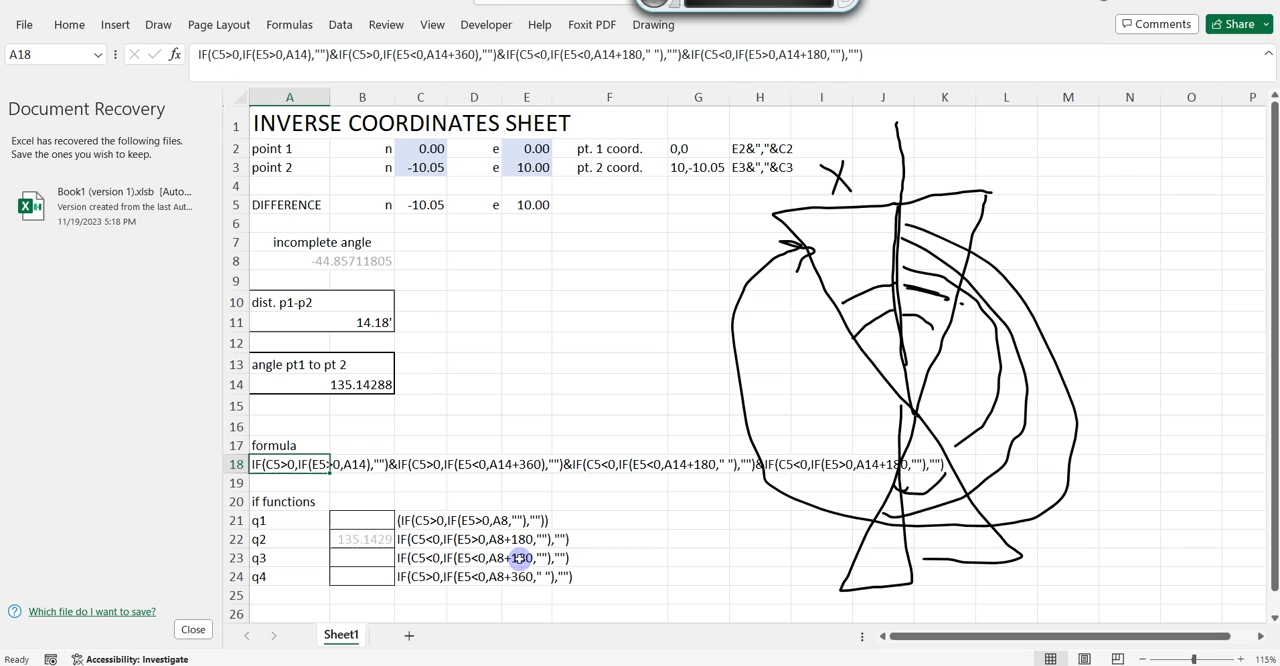 File Home Insert Draw Page Layout Formulas Data Review View Developer Help Foxit PDF Drawing Comments Share
A18 fx IF(C5>0,IF(E5>0,A14),"")&IF(C5>0,IF(E5<0,A14+360),"")&IF(C5<0,IF(E5<0,A14+180," "),"")&IF(C5<0,IF(E5>0,A14+180,""),"")
Document Recovery
Excel has recovered the following files.
Save the ones you wish to keep.
Book1 (version 1).xlsb [Auto...
Version created from the last Aut...
11/19/2023 5:18 PM
Which file do I want to save?
Close
A B C D E F G H I J K L M N O P
1 INVERSE COORDINATES SHEET
2 point 1 n 0.00 e 0.00 pt. 1 coord. 0,0 E2&","&C2
3 point 2 n -10.05 e 10.00 pt. 2 coord. 10,-10.05 E3&","&C3
4
5 DIFFERENCE n -10.05 e 10.00
6
7 incomplete angle
8 -44.85711805
9
10 dist. p1-p2
11 14.18'
12
13 angle pt1 to pt 2
14 135.14288
15
16
17 formula
18 IF(C5>0,IF(E5>0,A14),"")&IF(C5>0,IF(E5<0,A14+360),"")&IF(C5<0,IF(E5<0,A14+180," "),"")&IF(C5<0,IF(E5>0,A14+180,""),"")
19
20 if functions
21 q1 (IF(C5>0,IF(E5>0,A8,""),""))
22 q2 135.1429 IF(C5<0,IF(E5>0,A8+180,""),"")
23 q3 IF(C5<0,IF(E5<0,A8+180,""),"")
24 q4 IF(C5>0,IF(E5<0,A8+360," "),"")
25
26
Sheet1
Ready Accessibility: Investigate 115%